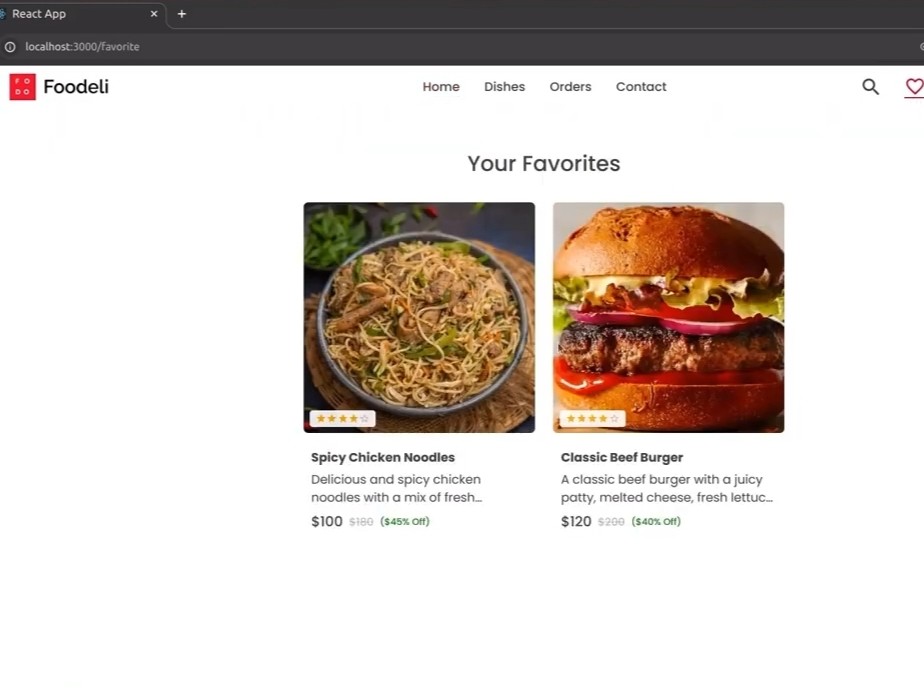 React App
localhost:3000/favorite
FO
DO
Foodeli
Home Dishes Orders Contact
Your Favorites
Spicy Chicken Noodles
Delicious and spicy chicken
noodles with a mix of fresh...
$100 $180 ($45% Off)
Classic Beef Burger
A classic beef burger with a juicy
patty, melted cheese, fresh lettuc...
$120 $200 ($40% Off)